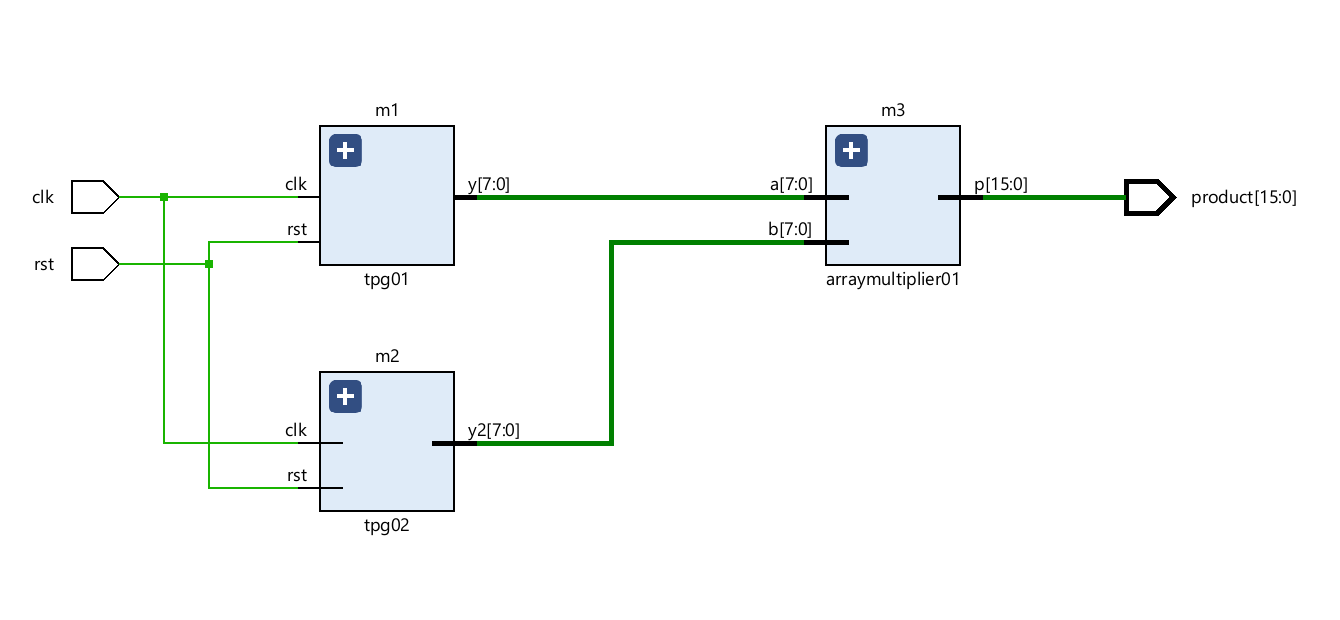 m1
m3
clk
clk
y[7:0]
a[7:0]
p[15:0]
product[15:0]
rst
b[7:0]
rst
tpg01
arraymultiplier01
m2
clk
y2[7:0]
rst
tpg02